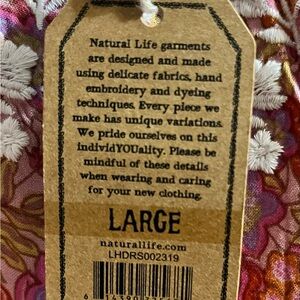 Natural Life garments
are designed and made
using delicate fabrics, hand
embroidery and dyeing
techniques. Every piece we
make has unique variations.
We pride ourselves on this
individYOUality. Please be
mindful of these details
when wearing and caring
for your new clothing.
LARGE
naturallife.com
LHDRS002319